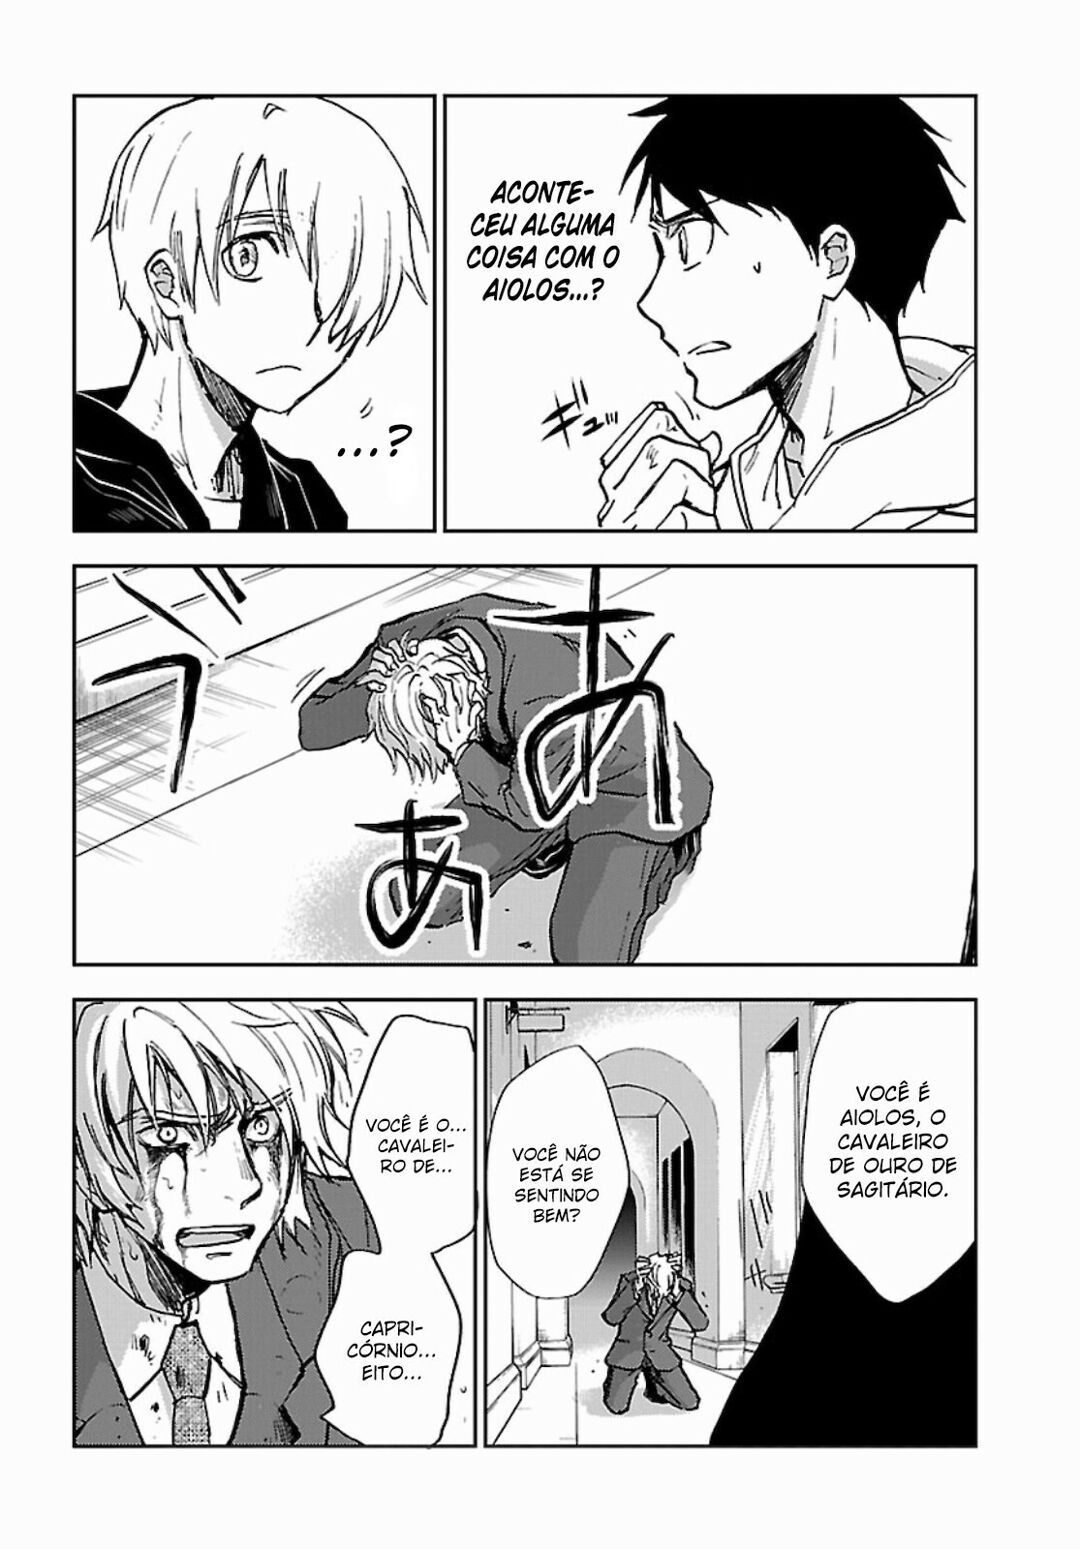 ACONTE-
CEU ALGUMA
COISA COM O
AIOLOS...?
ギュッ
...?
あ
あ
VOCÊ É
AIOLOS, O
CAVALEIRO
DE OURO DE
SAGITÁRIO.
VOCÊ NÃO
ESTÁ SE
SENTINDO
BEM?
VOCÊ É O...
CAVALEI-
RO DE...
CAPRI-
CÓRNIO...
EITO...